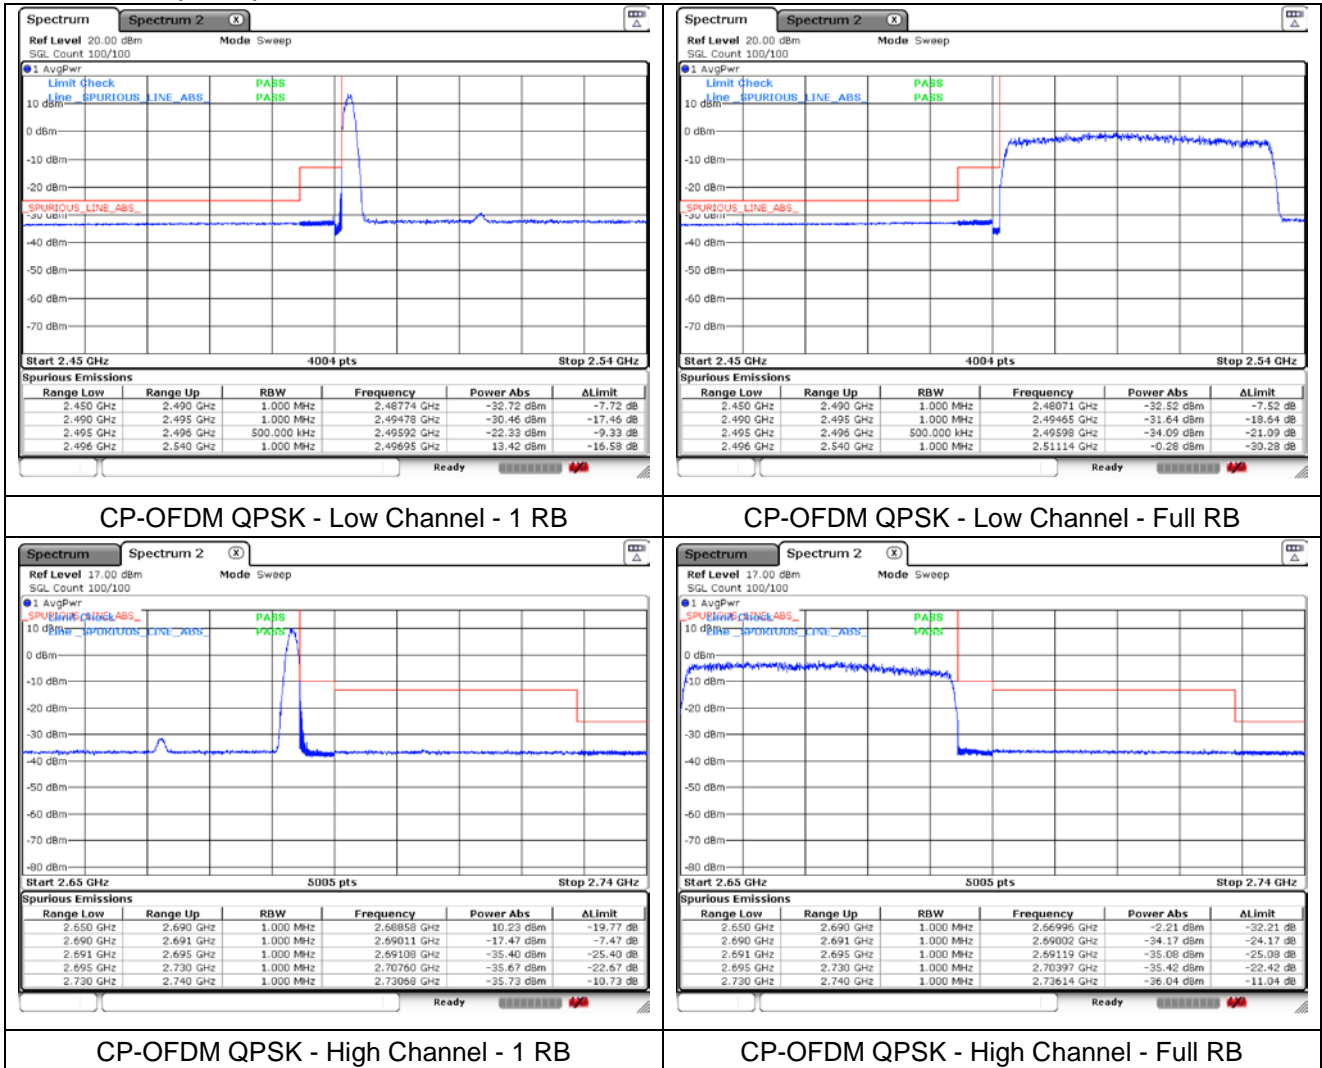 Spectrum Spectrum 2 X
Ref Level 20.00 dBm Mode Sweep
SGL Count 100/100
1 AvgPwr
Limit Check PASS
Line _SPURIOUS_LINE_ABS_ PASS
10 dBm
0 dBm
-10 dBm
-20 dBm
_SPURIOUS_LINE_ABS_
-30 dBm
-40 dBm
-50 dBm
-60 dBm
-70 dBm
Start 2.45 GHz 4004 pts Stop 2.54 GHz
Spurious Emissions
Range Low Range Up RBW Frequency Power Abs ΔLimit
2.450 GHz 2.490 GHz 1.000 MHz 2.48774 GHz -32.72 dBm -7.72 dB
2.490 GHz 2.495 GHz 1.000 MHz 2.49478 GHz -30.46 dBm -17.46 dB
2.495 GHz 2.496 GHz 500.000 kHz 2.49592 GHz -22.33 dBm -9.33 dB
2.496 GHz 2.540 GHz 1.000 MHz 2.49695 GHz 13.42 dBm -16.58 dB
Ready
CP-OFDM QPSK - Low Channel - 1 RB
Spectrum Spectrum 2 X
Ref Level 20.00 dBm Mode Sweep
SGL Count 100/100
1 AvgPwr
Limit Check PASS
Line _SPURIOUS_LINE_ABS_ PASS
10 dBm
0 dBm
-10 dBm
-20 dBm
_SPURIOUS_LINE_ABS_
-30 dBm
-40 dBm
-50 dBm
-60 dBm
-70 dBm
Start 2.45 GHz 4004 pts Stop 2.54 GHz
Spurious Emissions
Range Low Range Up RBW Frequency Power Abs ΔLimit
2.450 GHz 2.490 GHz 1.000 MHz 2.48071 GHz -32.52 dBm -7.52 dB
2.490 GHz 2.495 GHz 1.000 MHz 2.49465 GHz -31.64 dBm -18.64 dB
2.495 GHz 2.496 GHz 500.000 kHz 2.49598 GHz -34.09 dBm -21.09 dB
2.496 GHz 2.540 GHz 1.000 MHz 2.51114 GHz -0.28 dBm -30.28 dB
Ready
CP-OFDM QPSK - Low Channel - Full RB
Spectrum Spectrum 2 X
Ref Level 17.00 dBm Mode Sweep
SGL Count 100/100
1 AvgPwr
_SPURIOUS_LINE_ABS_
Limit Check PASS
10 dBm
Line _SPURIOUS_LINE_ABS_ PASS
0 dBm
-10 dBm
-20 dBm
-30 dBm
-40 dBm
-50 dBm
-60 dBm
-70 dBm
-80 dBm
Start 2.65 GHz 5005 pts Stop 2.74 GHz
Spurious Emissions
Range Low Range Up RBW Frequency Power Abs ΔLimit
2.650 GHz 2.690 GHz 1.000 MHz 2.68858 GHz 10.23 dBm -19.77 dB
2.690 GHz 2.691 GHz 1.000 MHz 2.69011 GHz -17.47 dBm -7.47 dB
2.691 GHz 2.695 GHz 1.000 MHz 2.69108 GHz -35.40 dBm -25.40 dB
2.695 GHz 2.730 GHz 1.000 MHz 2.70760 GHz -35.67 dBm -22.67 dB
2.730 GHz 2.740 GHz 1.000 MHz 2.73068 GHz -35.73 dBm -10.73 dB
Ready
CP-OFDM QPSK - High Channel - 1 RB
Spectrum Spectrum 2 X
Ref Level 17.00 dBm Mode Sweep
SGL Count 100/100
1 AvgPwr
_SPURIOUS_LINE_ABS_
Limit Check PASS
10 dBm
Line _SPURIOUS_LINE_ABS_ PASS
0 dBm
-10 dBm
-20 dBm
-30 dBm
-40 dBm
-50 dBm
-60 dBm
-70 dBm
-80 dBm
Start 2.65 GHz 5005 pts Stop 2.74 GHz
Spurious Emissions
Range Low Range Up RBW Frequency Power Abs ΔLimit
2.650 GHz 2.690 GHz 1.000 MHz 2.66996 GHz -2.21 dBm -32.21 dB
2.690 GHz 2.691 GHz 1.000 MHz 2.69002 GHz -34.17 dBm -24.17 dB
2.691 GHz 2.695 GHz 1.000 MHz 2.69119 GHz -35.08 dBm -25.08 dB
2.695 GHz 2.730 GHz 1.000 MHz 2.70397 GHz -35.42 dBm -22.42 dB
2.730 GHz 2.740 GHz 1.000 MHz 2.73614 GHz -36.04 dBm -11.04 dB
Ready
CP-OFDM QPSK - High Channel - Full RB